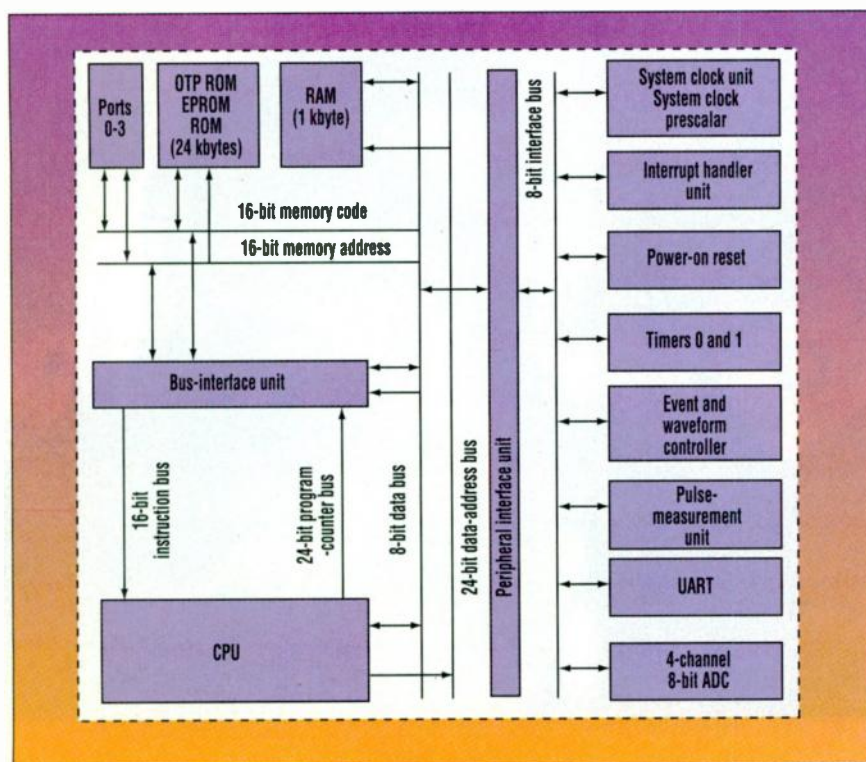 Ports
0-3
OTP ROM
EPROM
ROM
(24 kbytes)
RAM
(1 kbyte)
16-bit memory code
16-bit memory address
Bus-interface unit
16-bit
instruction bus
24-bit program
-counter bus
8-bit data bus
24-bit data-address bus
CPU
Peripheral interface unit
8-bit interface bus
System clock unit
System clock
prescalar
Interrupt handler
unit
Power-on reset
Timers 0 and 1
Event and
waveform
controller
Pulse-
measurement
unit
UART
4-channel
8-bit ADC